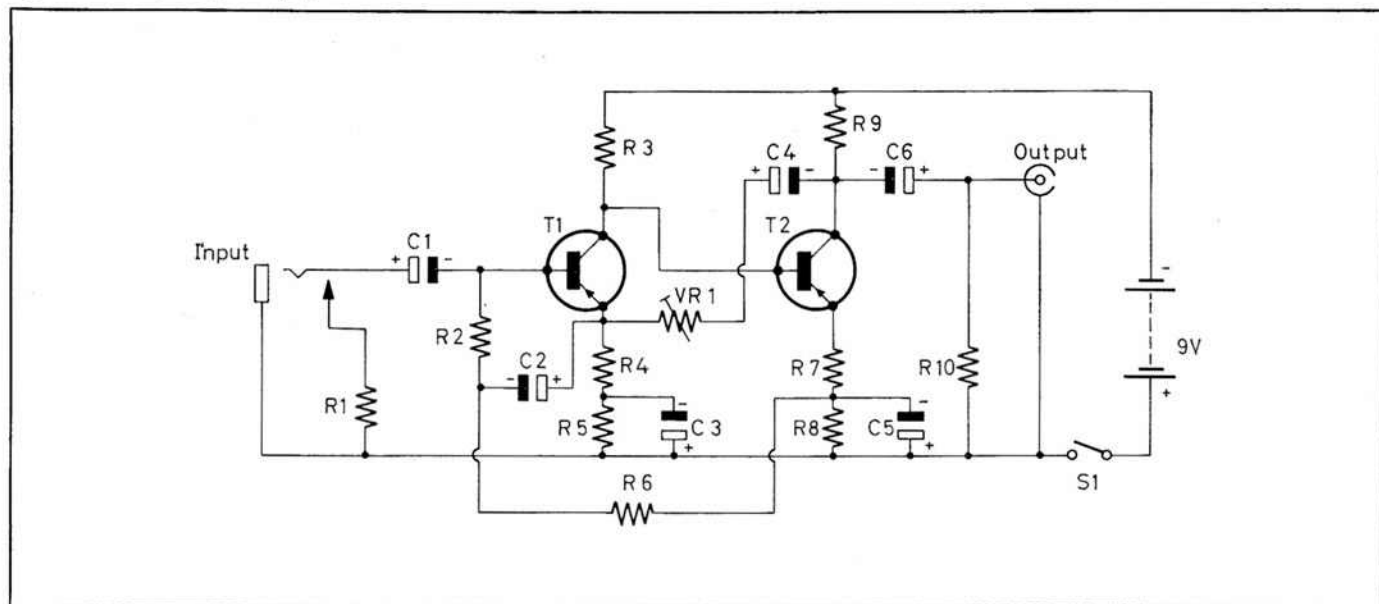 R3
R9
C4
C6
Output
+
-
-
+
T1
T2
Input
C1
+
-
VR1
-
R2
C2
R4
R7
R10
9V
-
+
-
-
R1
R5
C3
R8
C5
+
+
+
S1
R6